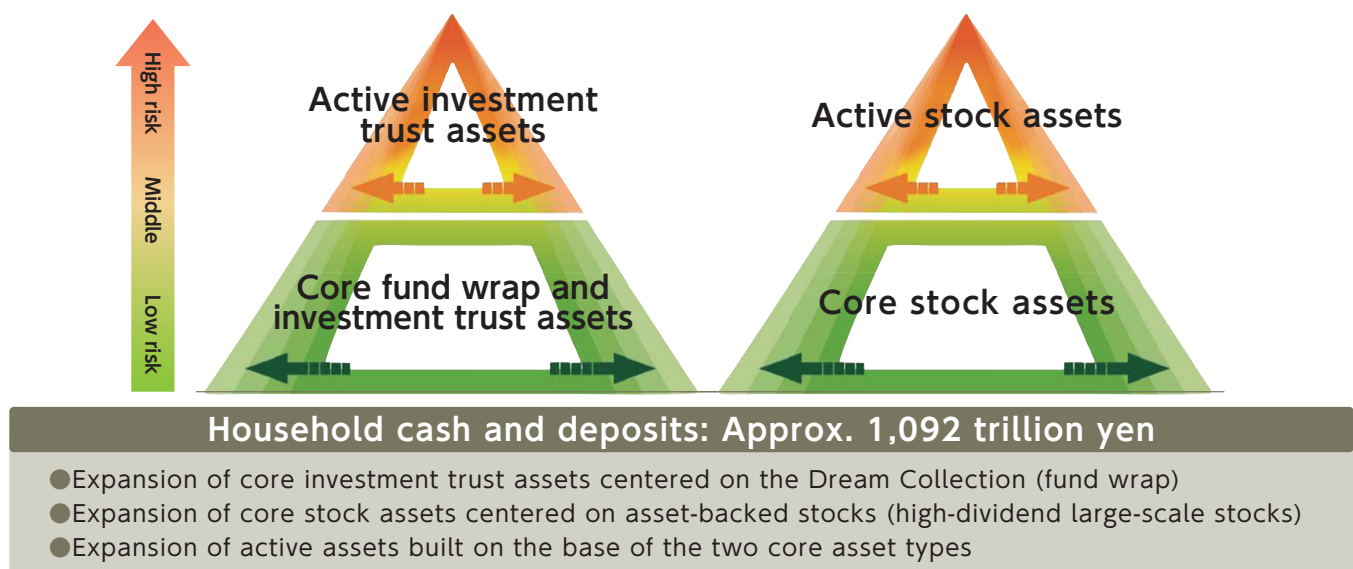 High risk
Middle
Low risk
Active investment
trust assets
Active stock assets
Core fund wrap and
investment trust assets
Core stock assets
Household cash and deposits: Approx. 1,092 trillion yen
●Expansion of core investment trust assets centered on the Dream Collection (fund wrap)
●Expansion of core stock assets centered on asset-backed stocks (high-dividend large-scale stocks)
●Expansion of active assets built on the base of the two core asset types